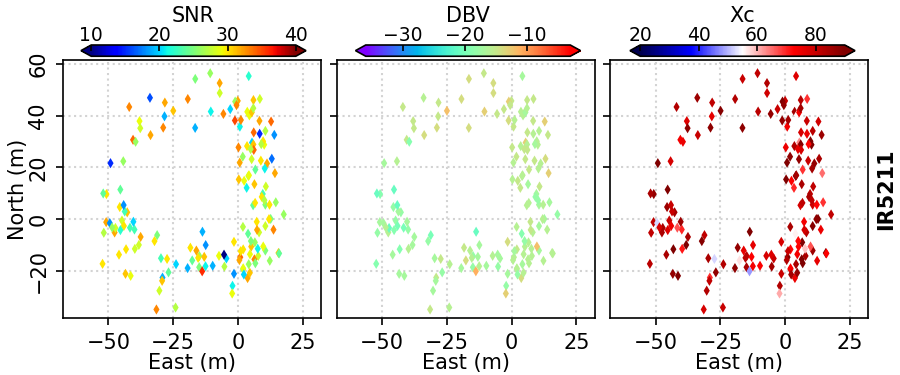 SNR DBV Xc
10 20 30 40 −30 −20 −10 20 40 60 80
60
40
20
0
−20
North (m)
IR5211
−50 −25 0 25 −50 −25 0 25 −50 −25 0 25
East (m) East (m) East (m)